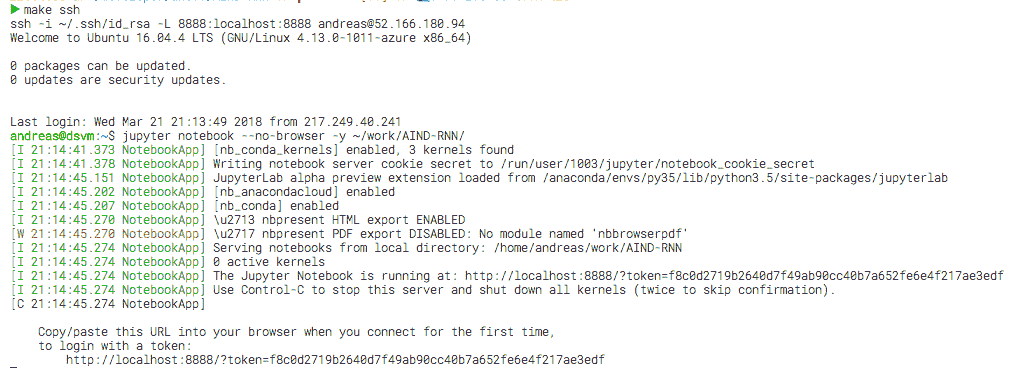 make ssh
ssh -i ~/.ssh/id_rsa -L 8888:localhost:8888 andreas@52.166.180.94
Welcome to Ubuntu 16.04.4 LTS (GNU/Linux 4.13.0-1011-azure x86_64)
0 packages can be updated.
0 updates are security updates.
Last login: Wed Mar 21 21:13:49 2018 from 217.249.40.241
andreas@dsvm:~$ jupyter notebook --no-browser -y ~/work/AIND-RNN/
[I 21:14:41.373 NotebookApp] [nb_conda_kernels] enabled, 3 kernels found
[I 21:14:41.378 NotebookApp] Writing notebook server cookie secret to /run/user/1003/jupyter/notebook_cookie_secret
[I 21:14:45.151 NotebookApp] JupyterLab alpha preview extension loaded from /anaconda/envs/py35/lib/python3.5/site-packages/jupyterlab
[I 21:14:45.202 NotebookApp] [nb_anacondacloud] enabled
[I 21:14:45.207 NotebookApp] [nb_conda] enabled
[I 21:14:45.270 NotebookApp] \u2713 nbpresent HTML export ENABLED
[W 21:14:45.270 NotebookApp] \u2717 nbpresent PDF export DISABLED: No module named 'nbbrowserpdf'
[I 21:14:45.274 NotebookApp] Serving notebooks from local directory: /home/andreas/work/AIND-RNN
[I 21:14:45.274 NotebookApp] 0 active kernels
[I 21:14:45.274 NotebookApp] The Jupyter Notebook is running at: http://localhost:8888/?token=f8c0d2719b2640d7f49ab90cc40b7a652fe6e4f217ae3edf
[I 21:14:45.274 NotebookApp] Use Control-C to stop this server and shut down all kernels (twice to skip confirmation).
[C 21:14:45.274 NotebookApp]
Copy/paste this URL into your browser when you connect for the first time,
to login with a token:
http://localhost:8888/?token=f8c0d2719b2640d7f49ab90cc40b7a652fe6e4f217ae3edf